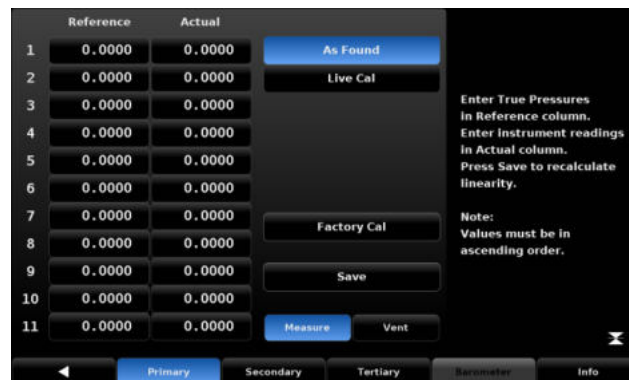 Reference Actual
1 0.0000 0.0000 As Found
2 0.0000 0.0000 Live Cal
3 0.0000 0.0000
4 0.0000 0.0000
5 0.0000 0.0000
6 0.0000 0.0000
7 0.0000 0.0000
8 0.0000 0.0000
Factory Cal
9 0.0000 0.0000 Save
10 0.0000 0.0000
11 0.0000 0.0000 Measure Vent
Enter True Pressures
in Reference column.
Enter instrument readings
in Actual column.
Press Save to recalculate
linearity.
Note:
Values must be in
ascending order.
Primary Secondary Tertiary Barometer Info